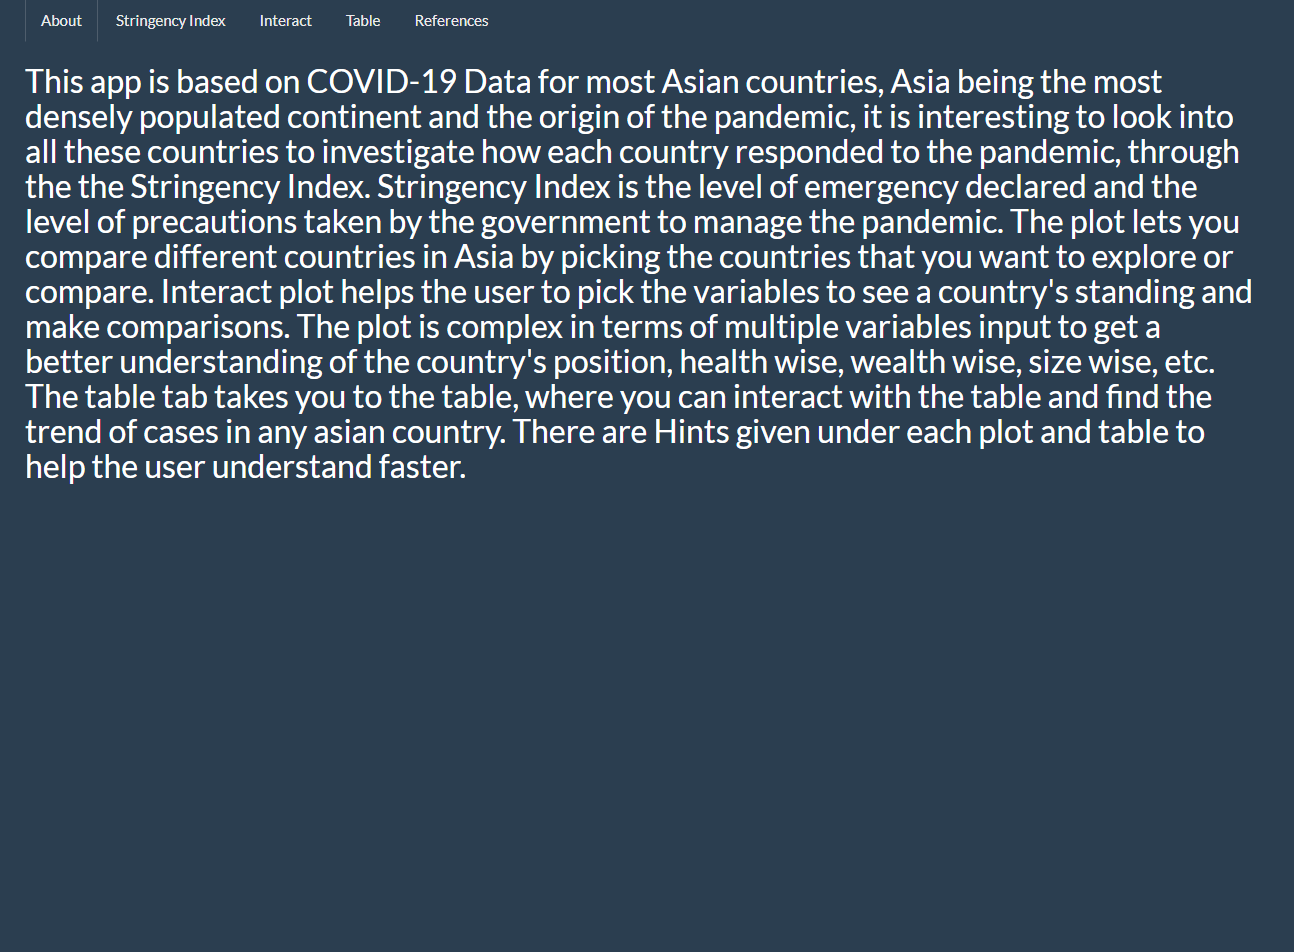 About Stringency Index Interact Table References
This app is based on COVID-19 Data for most Asian countries, Asia being the most
densely populated continent and the origin of the pandemic, it is interesting to look into
all these countries to investigate how each country responded to the pandemic, through
the the Stringency Index. Stringency Index is the level of emergency declared and the
level of precautions taken by the government to manage the pandemic. The plot lets you
compare different countries in Asia by picking the countries that you want to explore or
compare. Interact plot helps the user to pick the variables to see a country's standing and
make comparisons. The plot is complex in terms of multiple variables input to get a
better understanding of the country's position, health wise, wealth wise, size wise, etc.
The table tab takes you to the table, where you can interact with the table and find the
trend of cases in any asian country. There are Hints given under each plot and table to
help the user understand faster.